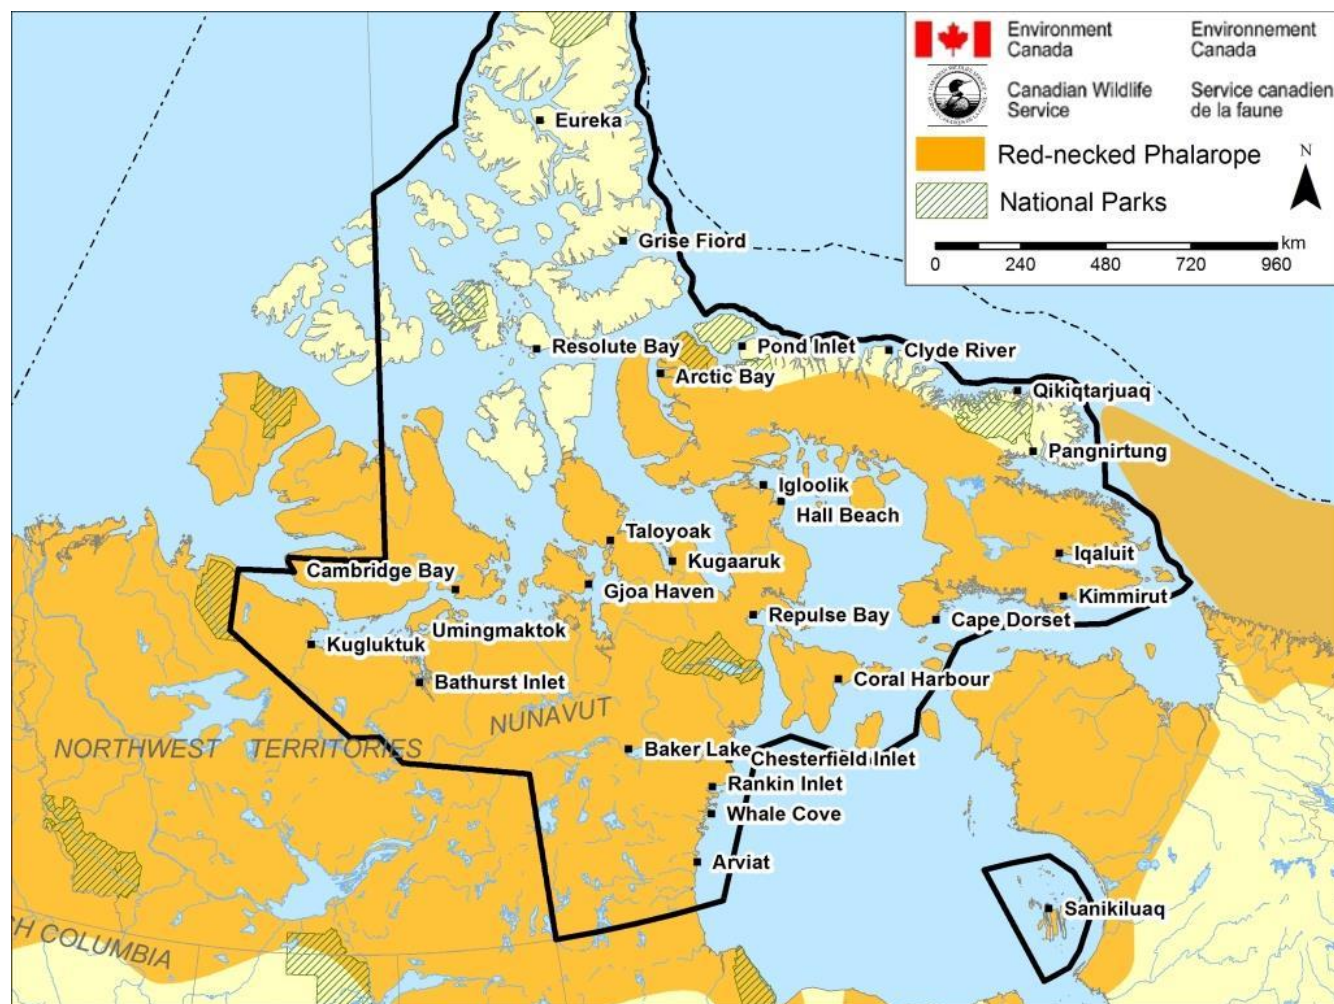 Environment
Canada
Environnement
Canada
Canadian Wildlife
Service
Service canadien
de la faune
Red-necked Phalarope
National Parks
N
km
0 240 480 720 960
Eureka
Grise Fiord
Resolute Bay
Pond Inlet
Clyde River
Arctic Bay
Qikiqtarjuaq
Pangnirtung
Igloolik
Hall Beach
Taloyoak
Kugaaruk
Iqaluit
Cambridge Bay
Gjoa Haven
Kimmirut
Repulse Bay
Cape Dorset
Umingmaktok
Kugluktuk
Bathurst Inlet
Coral Harbour
NUNAVUT
NORTHWEST TERRITORIES
Baker Lake
Chesterfield Inlet
Rankin Inlet
Whale Cove
Arviat
Sanikiluaq
H COLUMBIA